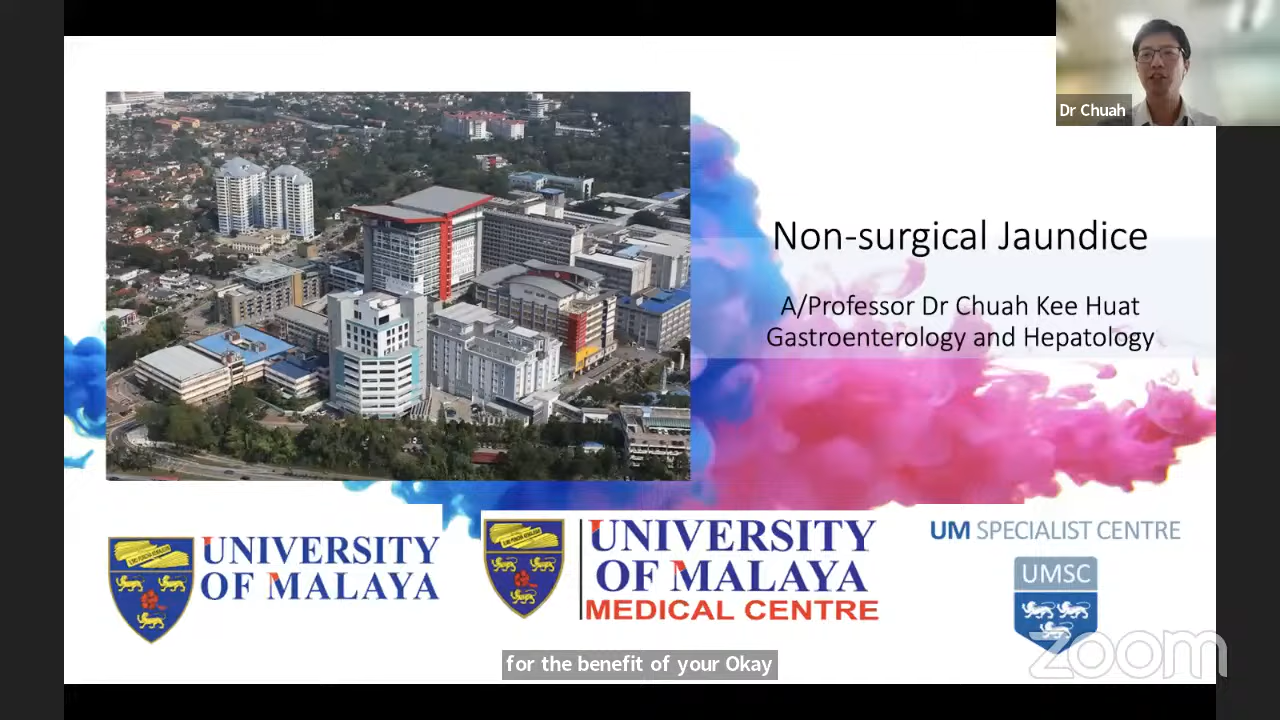 Dr Chuah
Non-surgical Jaundice
A/Professor Dr Chuah Kee Huat
Gastroenterology and Hepatology
UNIVERSITY
OF MALAYA
UNIVERSITY
OF MALAYA
MEDICAL CENTRE
UM SPECIALIST CENTRE
UMSC
zoom
for the benefit of your Okay